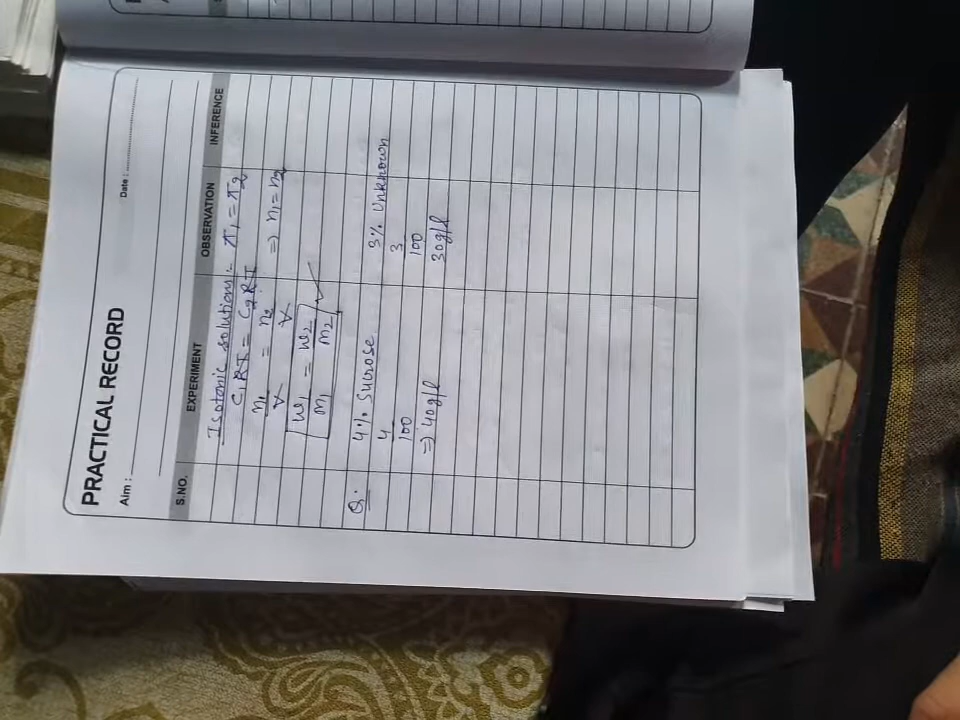 PRACTICAL RECORD
Date :
Aim :
S.NO. EXPERIMENT OBSERVATION INFERENCE
Isotonic solutions:- π1 = π2
C1RT = C2RT
n1/V = n2/V => n1 = n2
w1/m1 = w2/m2 ✓
Q. 4% Sucrose 3% Unknown
4/100 3/100
=> 40g/l 30g/l